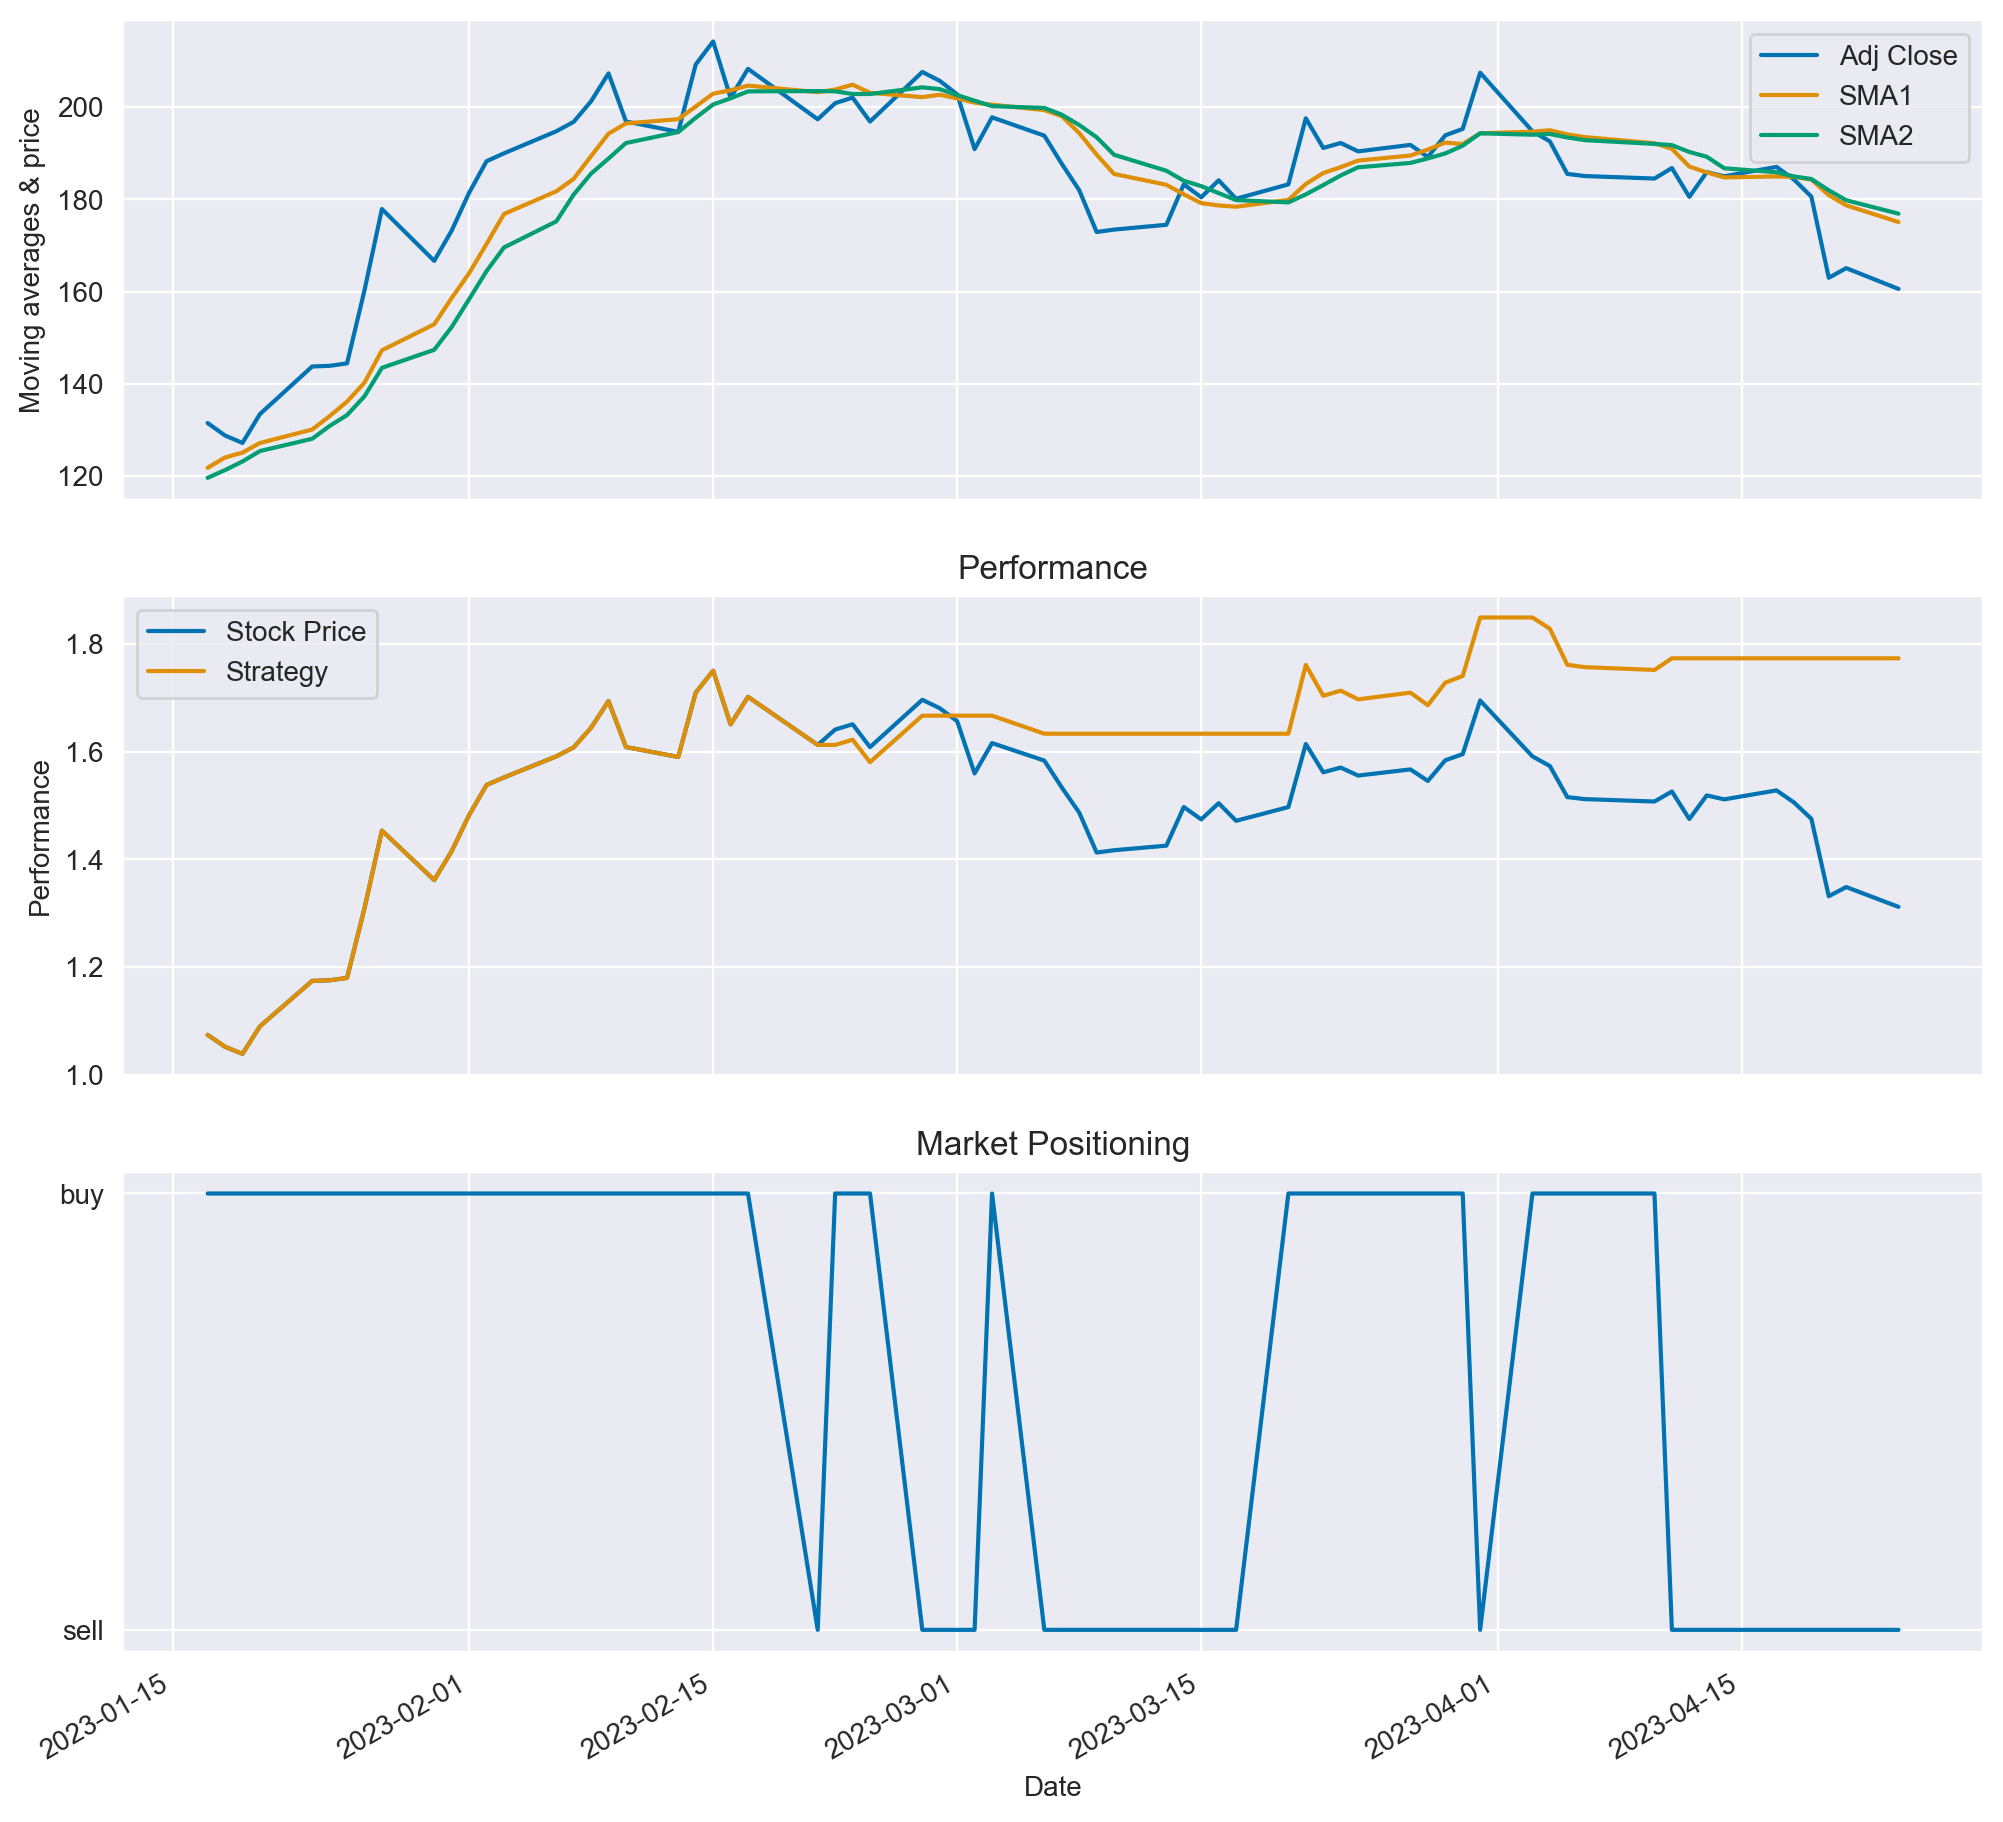 Moving averages & price
200
180
160
140
120
Adj Close
SMA1
SMA2
Performance
Performance
1.8
1.6
1.4
1.2
1.0
Stock Price
Strategy
Market Positioning
buy
sell
2023-01-15
2023-02-01
2023-02-15
2023-03-01
2023-03-15
2023-04-01
2023-04-15
Date